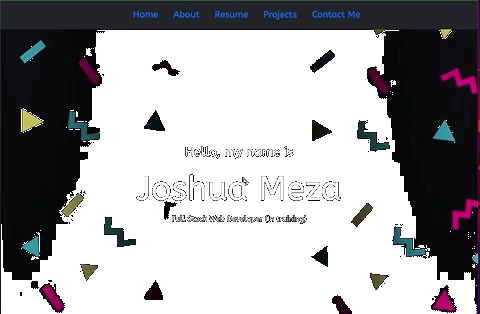 Home About Resume Projects Contact Me
Hello, my name is
Joshua Meza
Full Stack Web Developer (in training)